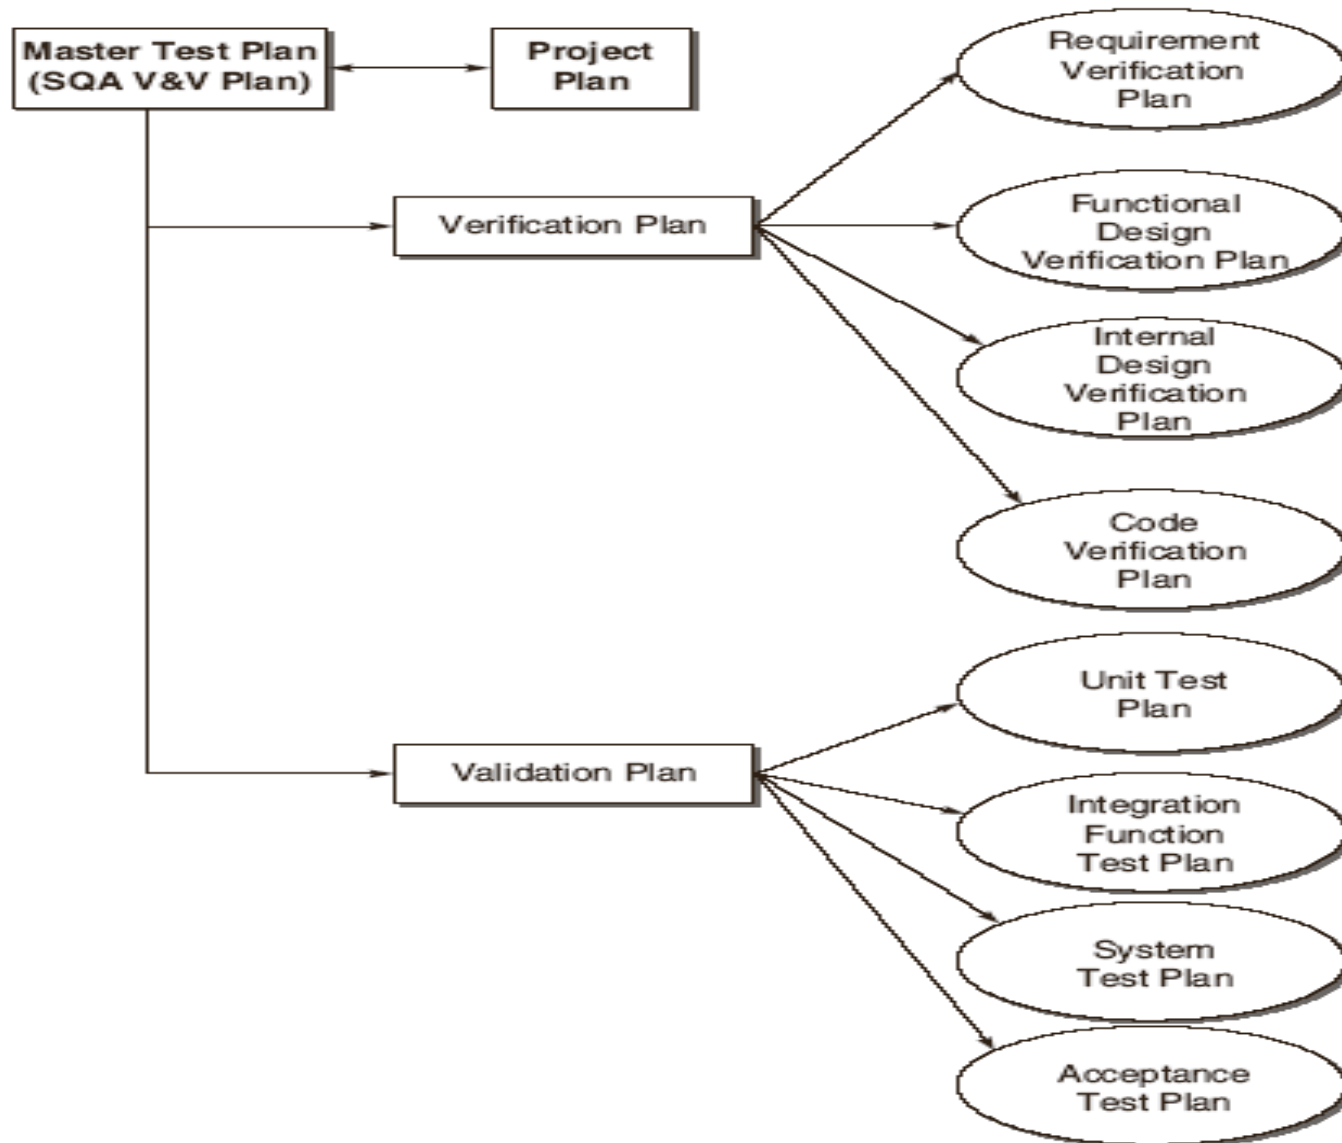 Master Test Plan
(SQA V&V Plan)
Project
Plan
Requirement
Verification
Plan
Verification Plan
Functional
Design
Verification Plan
Internal
Design
Verification
Plan
Code
Verification
Plan
Unit Test
Plan
Validation Plan
Integration
Function
Test Plan
System
Test Plan
Acceptance
Test Plan